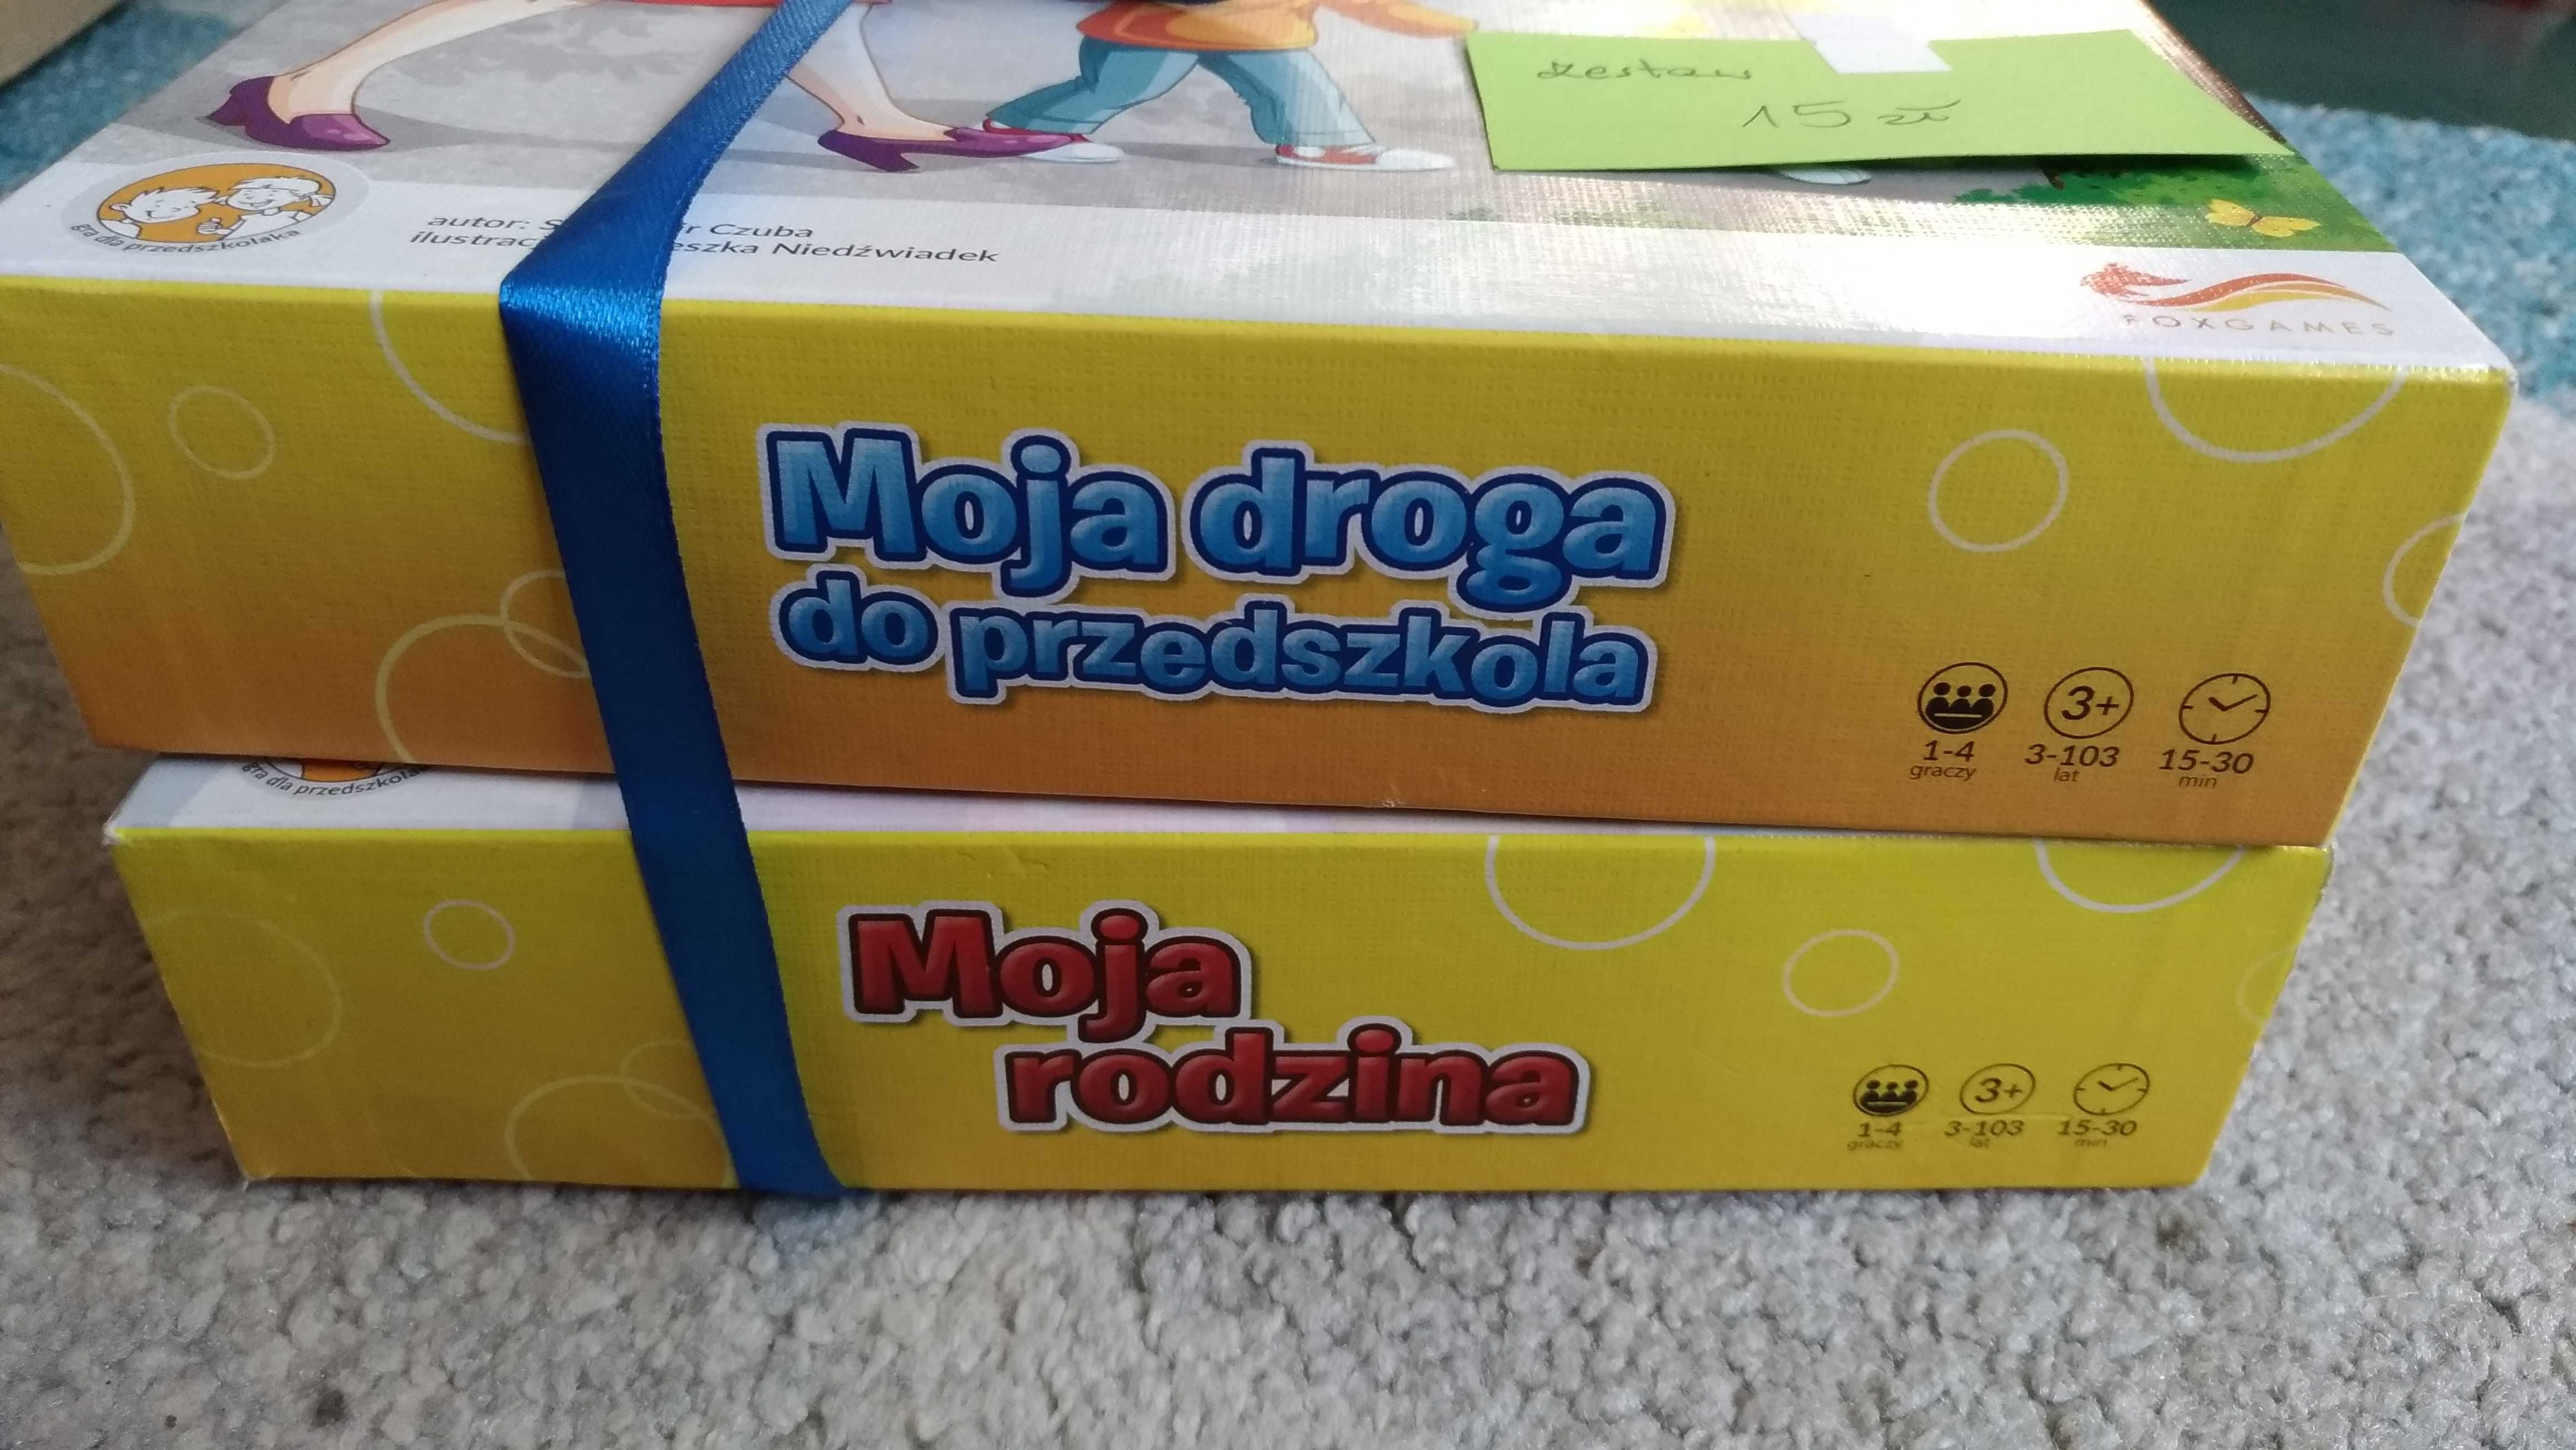 zestaw
15 zł
gra dla przedszkolaka
autor: S Czuba
ilustrac Niedźwiadek
FOXGAMES
Moja droga
do przedszkola
3+
1-4
graczy
3-103
lat
15-30
min
gra dla przedszkola
Moja
rodzina
3+
1-4
graczy
3-103
lat
15-30
min